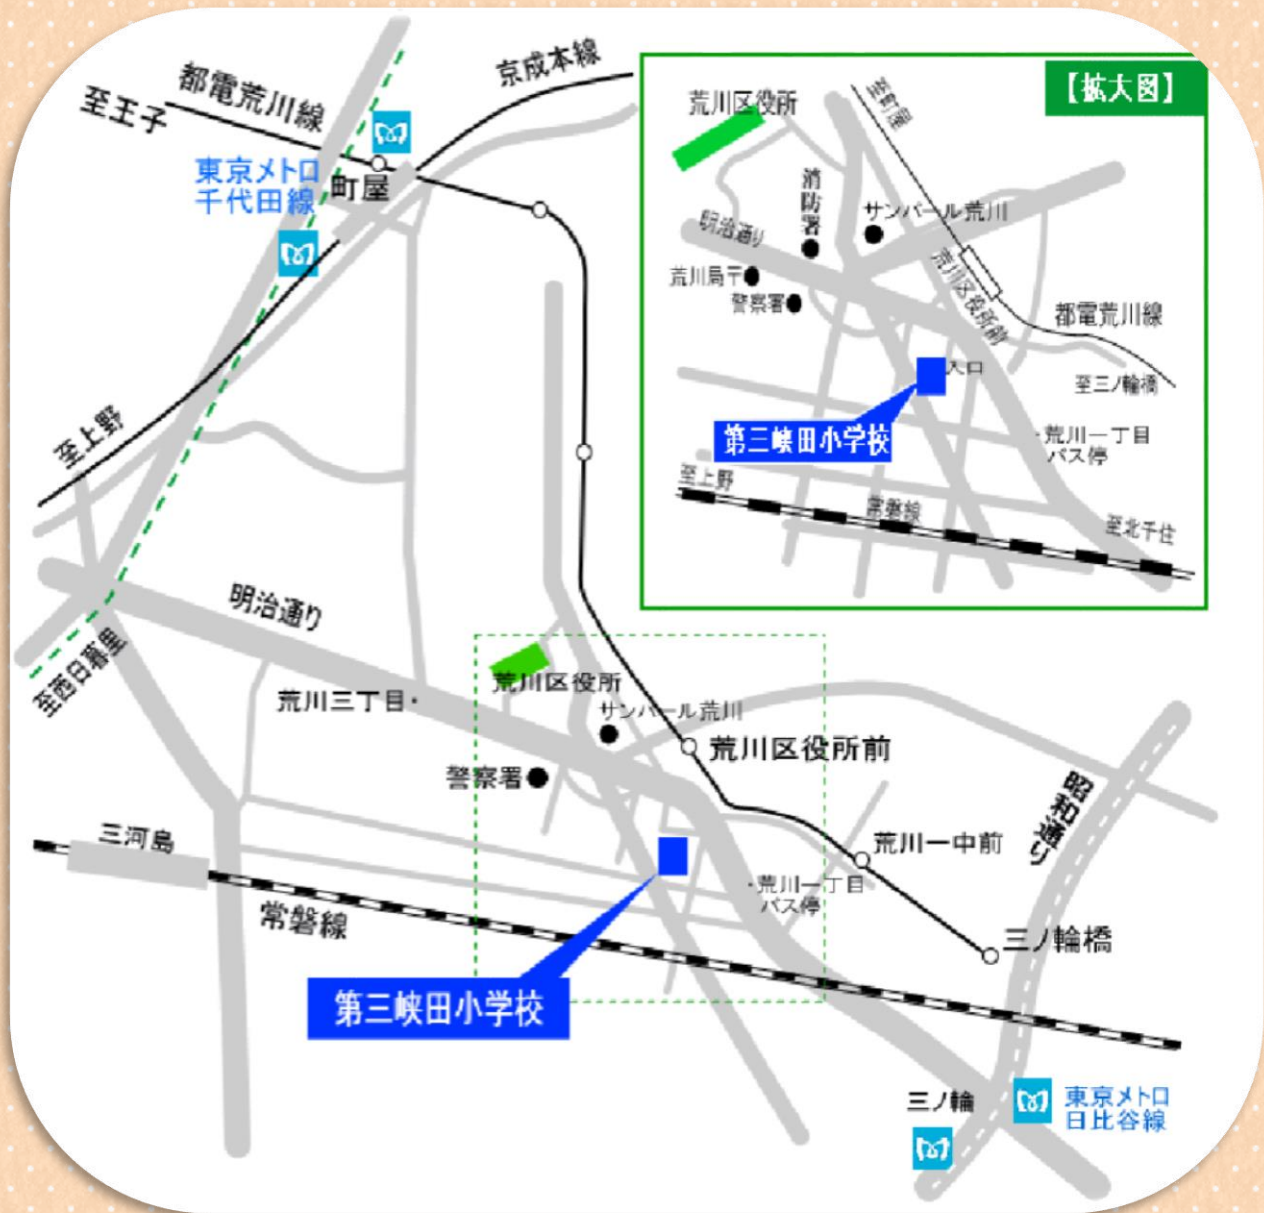 都電荒川線
至王子
京成本線
東京メトロ
千代田線
町屋
至上野
明治通り
至西日暮里
荒川三丁目・
荒川区役所
サンパール荒川
荒川区役所前
警察署
三河島
常磐線
第三峡田小学校
・荒川一丁目
バス停
荒川一中前
昭和通り
三ノ輪橋
三ノ輪
東京メトロ
日比谷線
【拡大図】
荒川区役所
至町屋
消防署
サンパール荒川
明治通り
荒川局〒
警察署
荒川区役所前
都電荒川線
至三ノ輪橋
入口
第三峡田小学校
・荒川一丁目
バス停
至上野
常磐線
至北千住